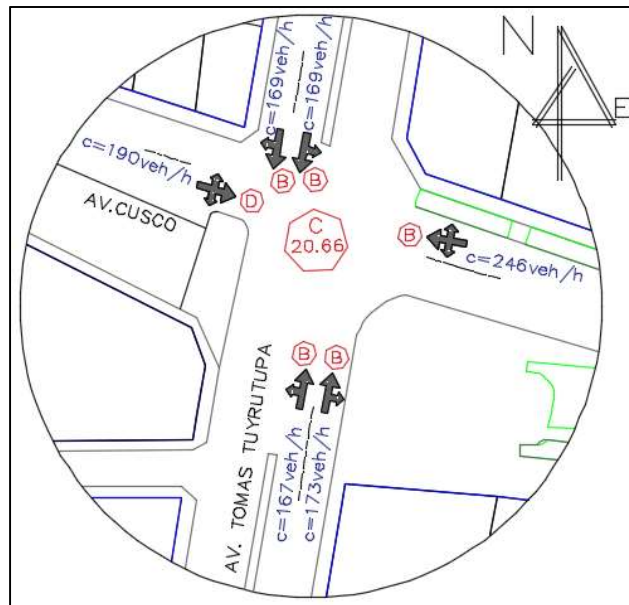 N
E
c=169veh/h
c=169veh/h
c=190veh/h
AV.CUSCO
D
B
B
C
20.66
B
c=246veh/h
B
B
AV. TOMAS TUYRUTUPA
c=167veh/h
c=173veh/h